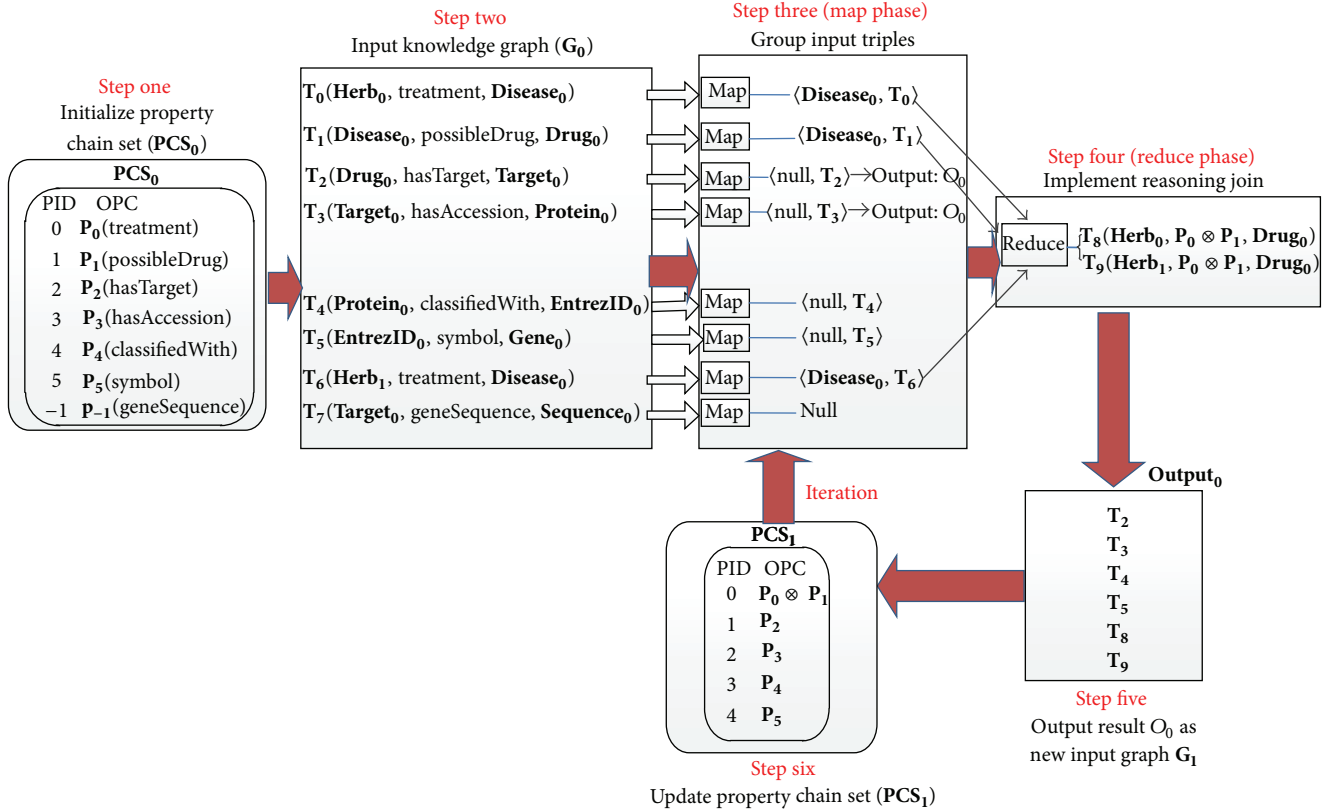 Step one
Initialize property
chain set (PCS₀)
PCS₀
PID OPC
0 P₀(treatment)
1 P₁(possibleDrug)
2 P₂(hasTarget)
3 P₃(hasAccession)
4 P₄(classifiedWith)
5 P₅(symbol)
−1 P₋₁(geneSequence)
Step two
Input knowledge graph (G₀)
T₀(Herb₀, treatment, Disease₀)
T₁(Disease₀, possibleDrug, Drug₀)
T₂(Drug₀, hasTarget, Target₀)
T₃(Target₀, hasAccession, Protein₀)
T₄(Protein₀, classifiedWith, EntrezID₀)
T₅(EntrezID₀, symbol, Gene₀)
T₆(Herb₁, treatment, Disease₀)
T₇(Target₀, geneSequence, Sequence₀)
Step three (map phase)
Group input triples
Map ⟨Disease₀, T₀⟩
Map ⟨Disease₀, T₁⟩
Map ⟨null, T₂⟩→Output: O₀
Map ⟨null, T₃⟩→Output: O₀
Map ⟨null, T₄⟩
Map ⟨null, T₅⟩
Map ⟨Disease₀, T₆⟩
Map Null
Step four (reduce phase)
Implement reasoning join
Reduce
T₈(Herb₀, P₀ ⊗ P₁, Drug₀)
T₉(Herb₁, P₀ ⊗ P₁, Drug₀)
Output₀
T₂
T₃
T₄
T₅
T₈
T₉
Step five
Output result O₀ as
new input graph G₁
Iteration
PCS₁
PID OPC
0 P₀ ⊗ P₁
1 P₂
2 P₃
3 P₄
4 P₅
Step six
Update property chain set (PCS₁)